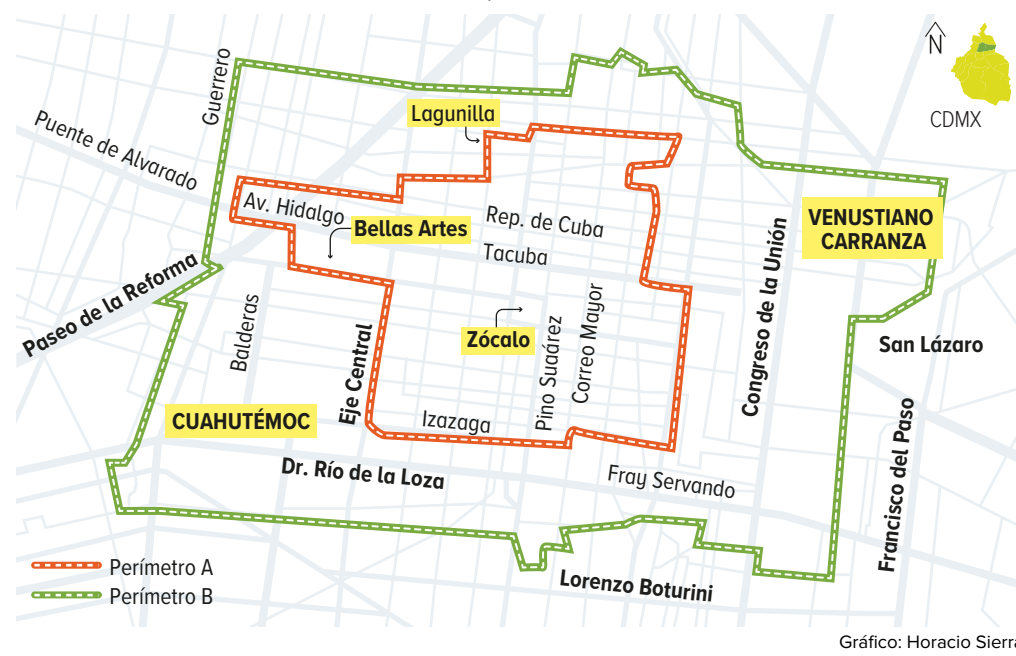 N
CDMX
Guerrero
Puente de Alvarado
Lagunilla
Av. Hidalgo
Bellas Artes
Rep. de Cuba
Tacuba
VENUSTIANO
CARRANZA
Paseo de la Reforma
Balderas
Eje Central
Zócalo
Pino Suúárez
Correo Mayor
Congreso de la Unión
San Lázaro
CUAHUTÉMOC
Izazaga
Dr. Río de la Loza
Fray Servando
Francisco del Paso
Lorenzo Boturini
Perímetro A
Perímetro B
Gráfico: Horacio Sierra